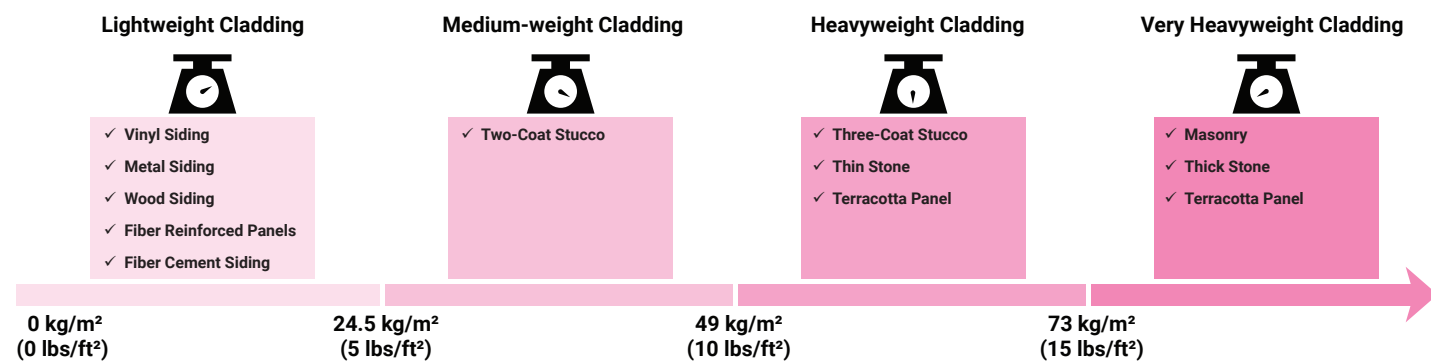 Lightweight Cladding
Medium-weight Cladding
Heavyweight Cladding
Very Heavyweight Cladding
✓ Vinyl Siding
✓ Metal Siding
✓ Wood Siding
✓ Fiber Reinforced Panels
✓ Fiber Cement Siding
✓ Two-Coat Stucco
✓ Three-Coat Stucco
✓ Thin Stone
✓ Terracotta Panel
✓ Masonry
✓ Thick Stone
✓ Terracotta Panel
0 kg/m²
(0 lbs/ft²)
24.5 kg/m²
(5 lbs/ft²)
49 kg/m²
(10 lbs/ft²)
73 kg/m²
(15 lbs/ft²)